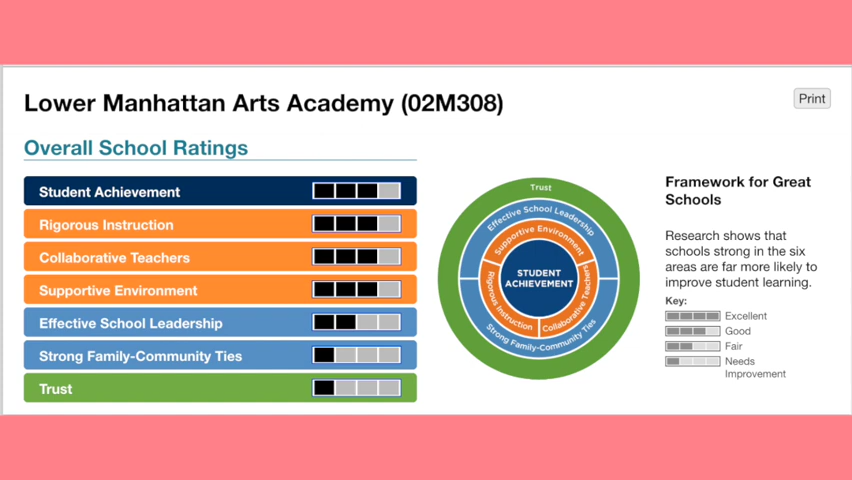 Lower Manhattan Arts Academy (02M308)
Print
Overall School Ratings
Student Achievement
Rigorous Instruction
Collaborative Teachers
Supportive Environment
Effective School Leadership
Strong Family-Community Ties
Trust
Trust
Effective School Leadership
Supportive Environment
STUDENT
ACHIEVEMENT
Rigorous Instruction
Collaborative Teachers
Strong Family-Community Ties
Framework for Great
Schools
Research shows that
schools strong in the six
areas are far more likely to
improve student learning.
Key:
Excellent
Good
Fair
Needs
Improvement